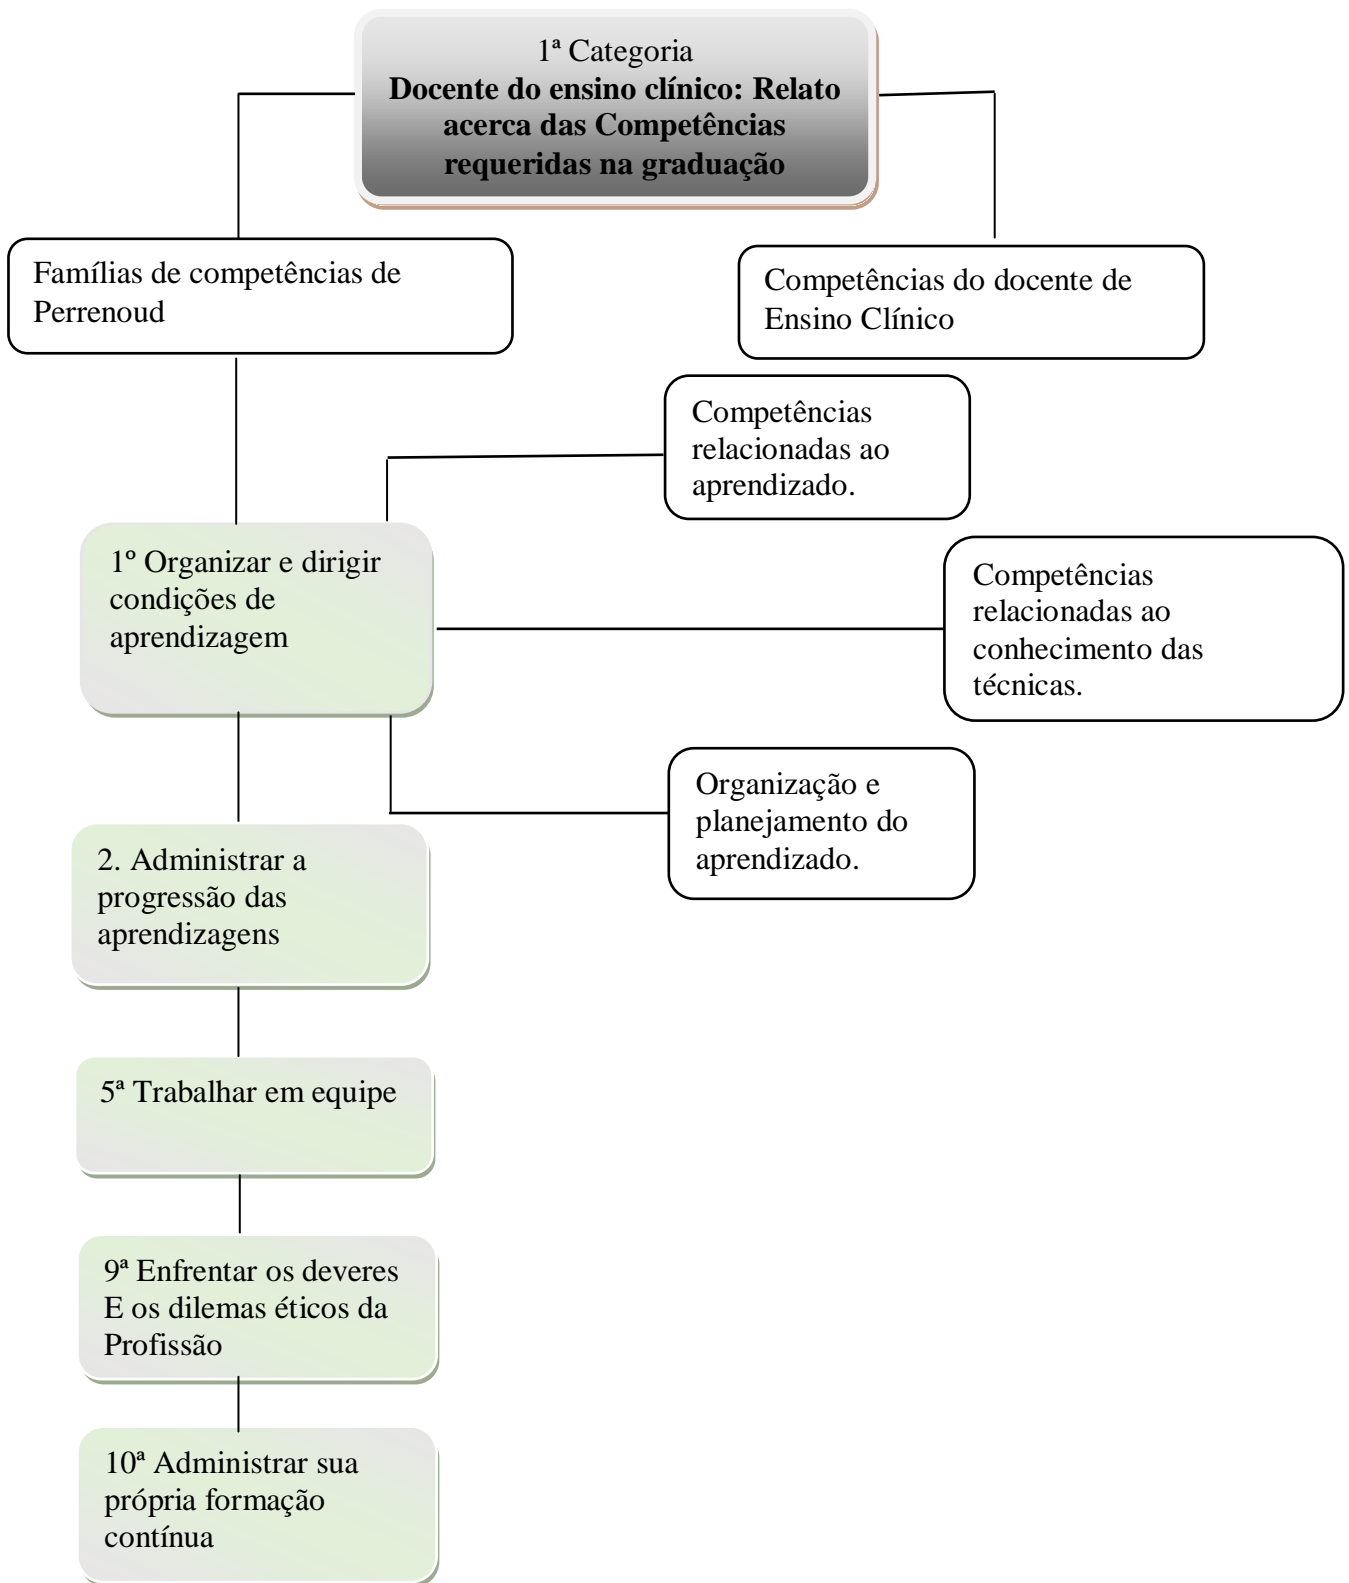 1ª Categoria
Docente do ensino clínico: Relato
acerca das Competências
requeridas na graduação
Famílias de competências de
Perrenoud
Competências do docente de
Ensino Clínico
Competências
relacionadas ao
aprendizado.
1º Organizar e dirigir
condições de
aprendizagem
Competências
relacionadas ao
conhecimento das
técnicas.
Organização e
planejamento do
aprendizado.
2. Administrar a
progressão das
aprendizagens
5ª Trabalhar em equipe
9ª Enfrentar os deveres
E os dilemas éticos da
Profissão
10ª Administrar sua
própria formação
contínua